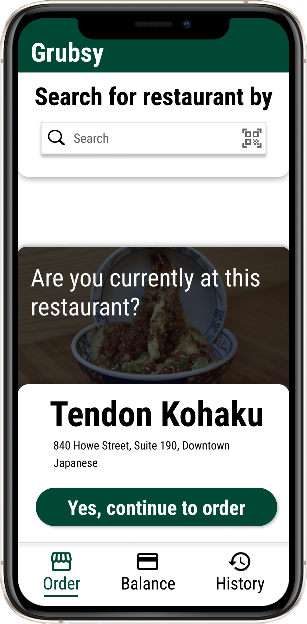 Grubsy
Search for restaurant by
Search
Are you currently at this
restaurant?
Tendon Kohaku
840 Howe Street, Suite 190, Downtown
Japanese
Yes, continue to order
Order Balance History